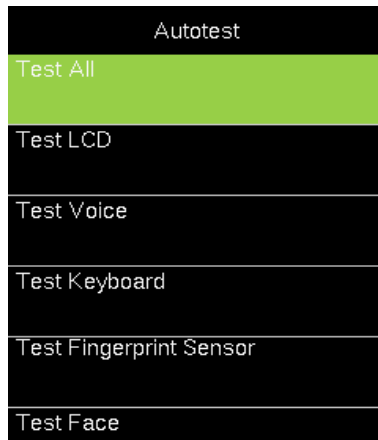 Autotest
Test All
Test LCD
Test Voice
Test Keyboard
Test Fingerprint Sensor
Test Face